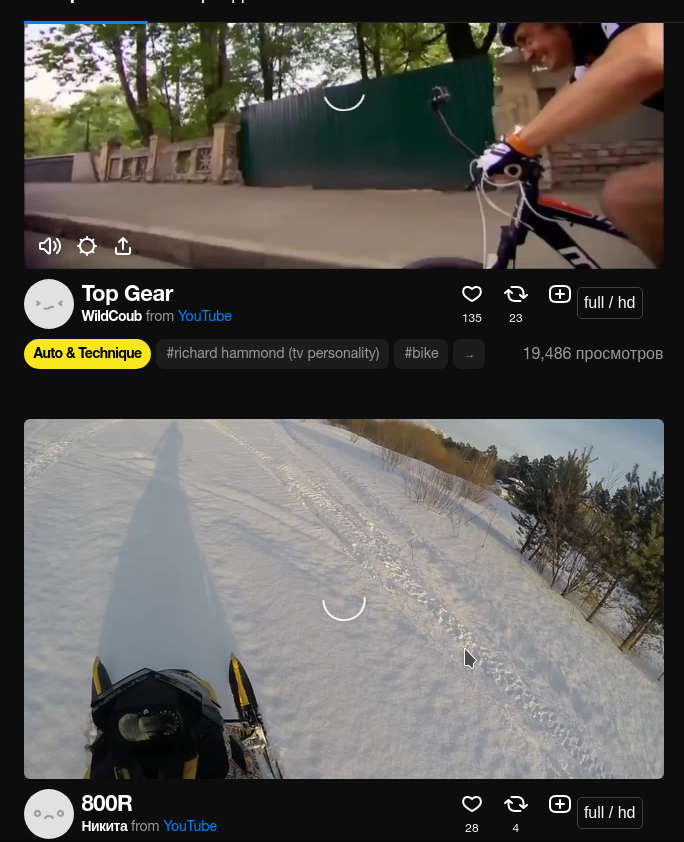 Top Gear
WildCoub from YouTube
135
23
full / hd
Auto & Technique
#richard hammond (tv personality)
#bike
→
19,486 просмотров
800R
Никита from YouTube
28
4
full / hd